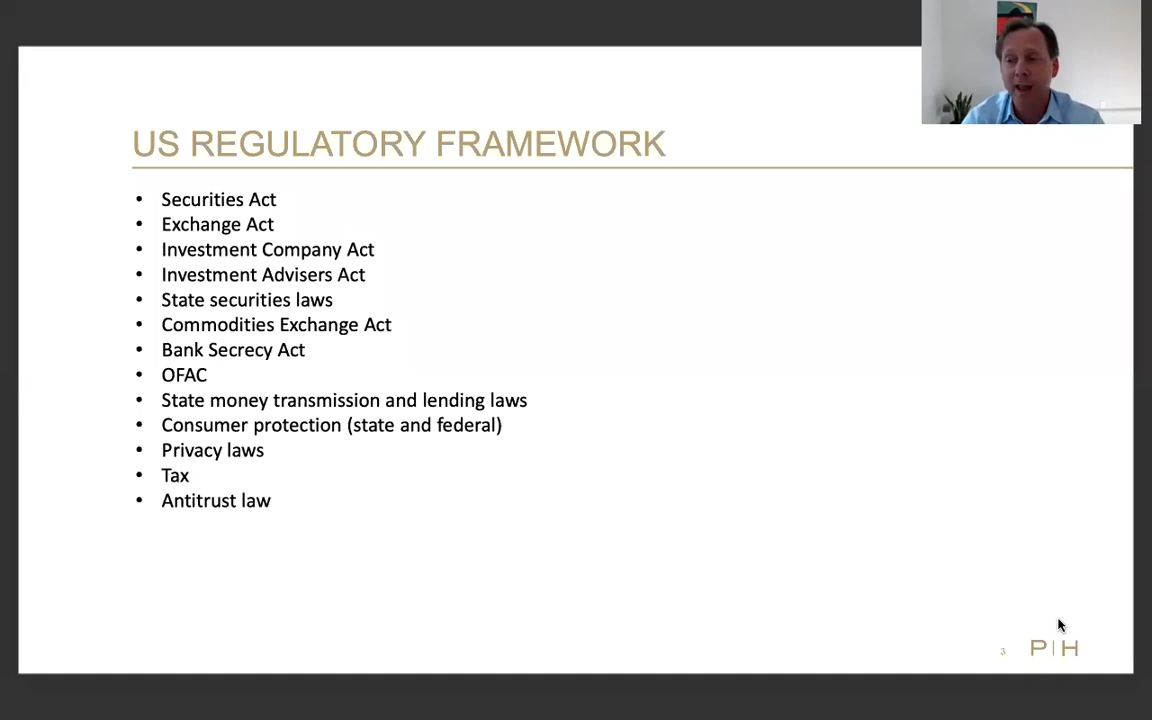 US REGULATORY FRAMEWORK
• Securities Act
• Exchange Act
• Investment Company Act
• Investment Advisers Act
• State securities laws
• Commodities Exchange Act
• Bank Secrecy Act
• OFAC
• State money transmission and lending laws
• Consumer protection (state and federal)
• Privacy laws
• Tax
• Antitrust law
3 P|H